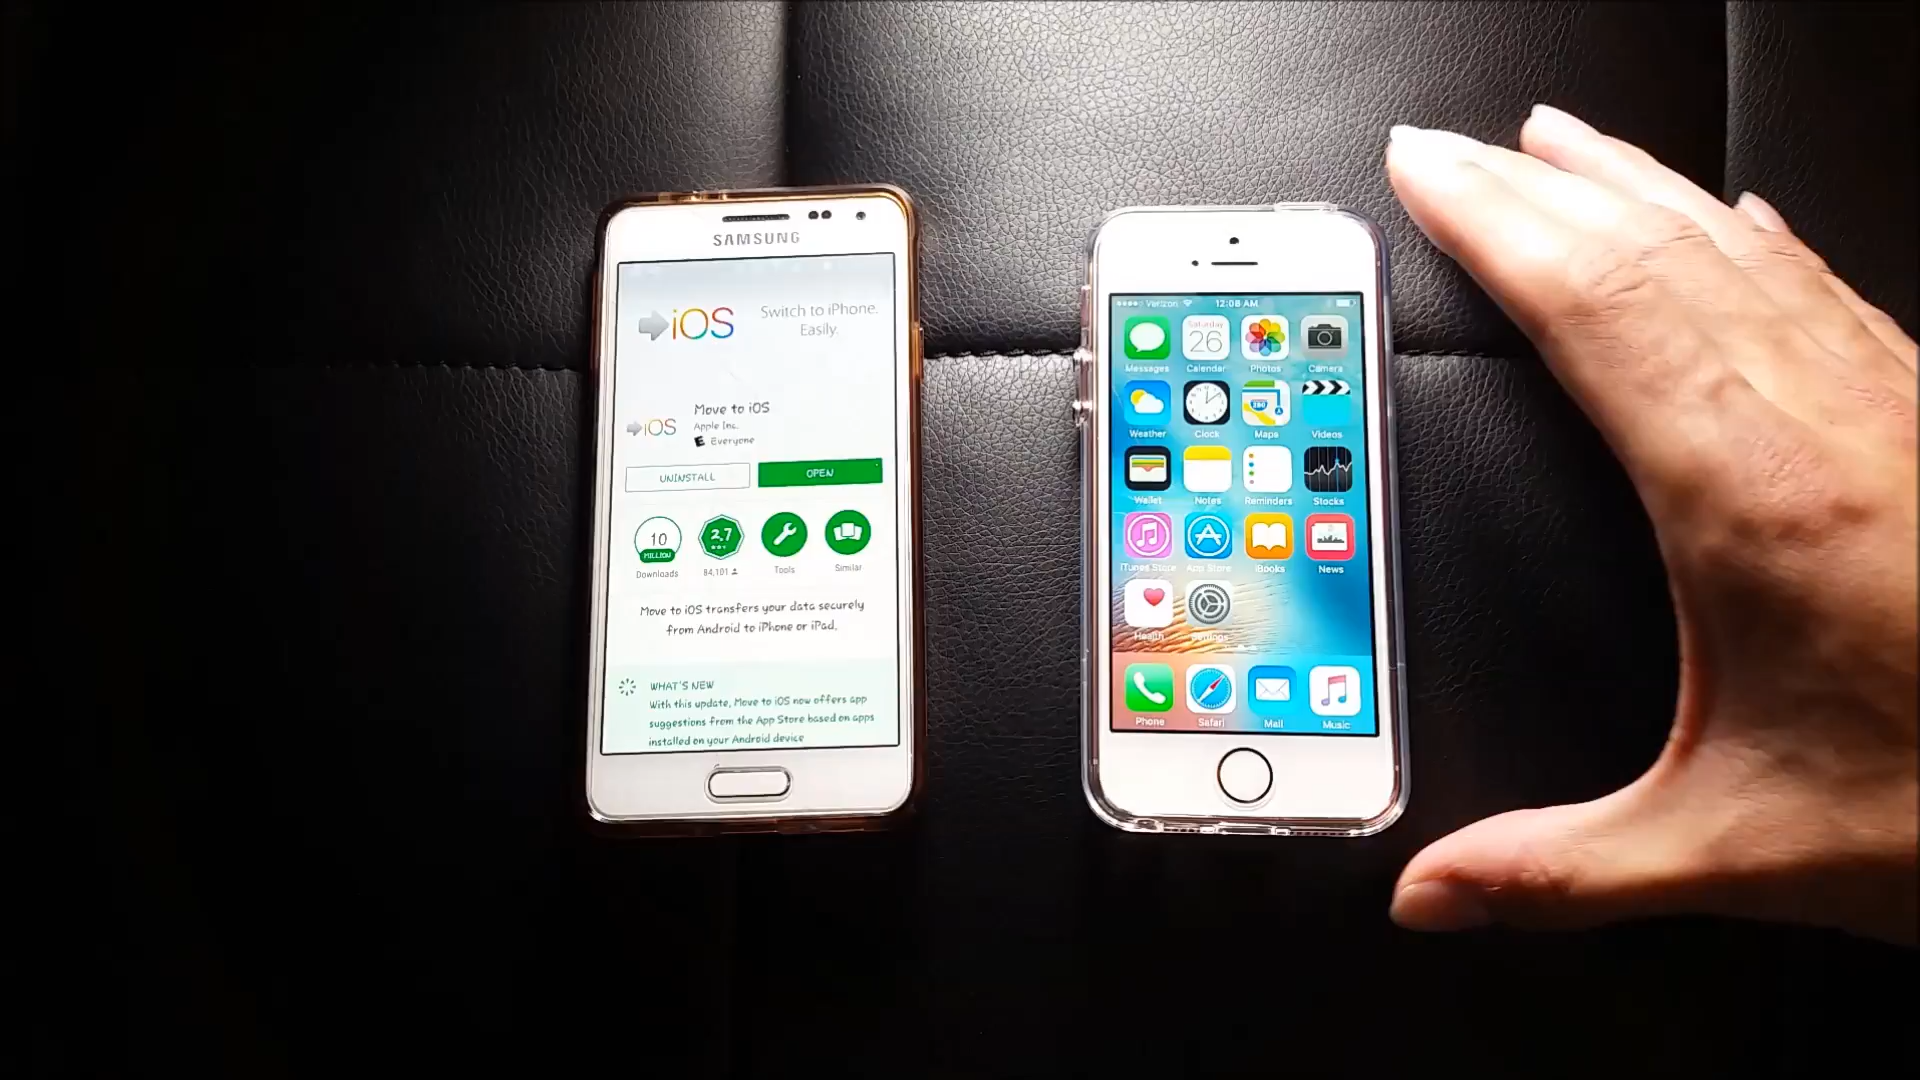 SAMSUNG
iOS
Switch to iPhone.
Easily.
iOS
Move to iOS
Apple Inc.
E Everyone
UNINSTALL
OPEN
10
MILLION
Downloads
2.7
84,101
Tools
Similar
Move to iOS transfers your data securely
from Android to iPhone or iPad.
WHAT'S NEW
With this update, Move to iOS now offers app
suggestions from the App Store based on apps
installed on your Android device
Verizon 12:08 AM
Saturday
26
Messages Calendar Photos Camera
280
Weather Clock Maps Videos
Wallet Notes Reminders Stocks
iTunes Store App Store iBooks News
Health Settings
Phone Safari Mail Music